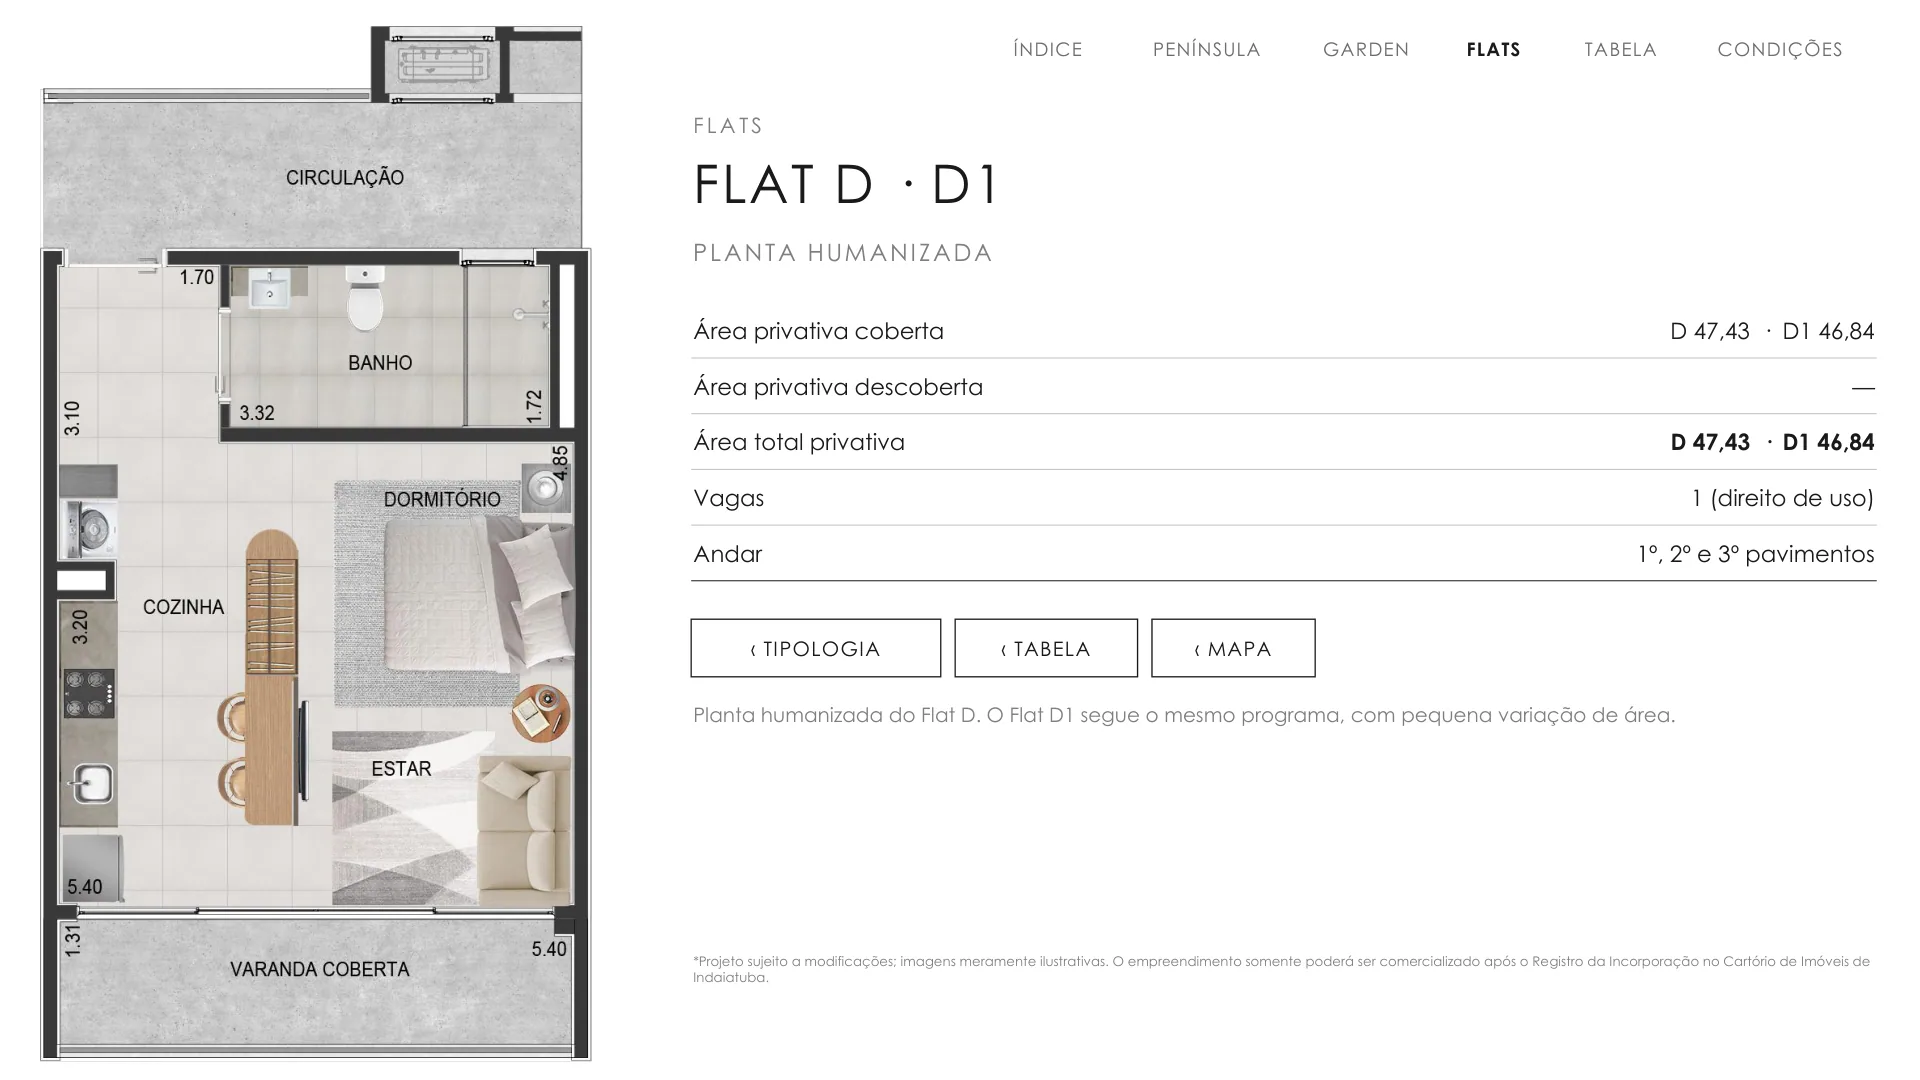 ÍNDICE PENÍNSULA GARDEN FLATS TABELA CONDIÇÕES
FLATS
FLAT D · D1
PLANTA HUMANIZADA
Área privativa coberta D 47,43 · D1 46,84
Área privativa descoberta —
Área total privativa D 47,43 · D1 46,84
Vagas 1 (direito de uso)
Andar 1º, 2º e 3º pavimentos
‹ TIPOLOGIA ‹ TABELA ‹ MAPA
Planta humanizada do Flat D. O Flat D1 segue o mesmo programa, com pequena variação de área.
*Projeto sujeito a modificações; imagens meramente ilustrativas. O empreendimento somente poderá ser comercializado após o Registro da Incorporação no Cartório de Imóveis de
Indaiatuba.
CIRCULAÇÃO
1.70
BANHO
3.10
3.32
1.72
4.85
DORMITÓRIO
COZINHA
3.20
ESTAR
5.40
1.31
5.40
VARANDA COBERTA